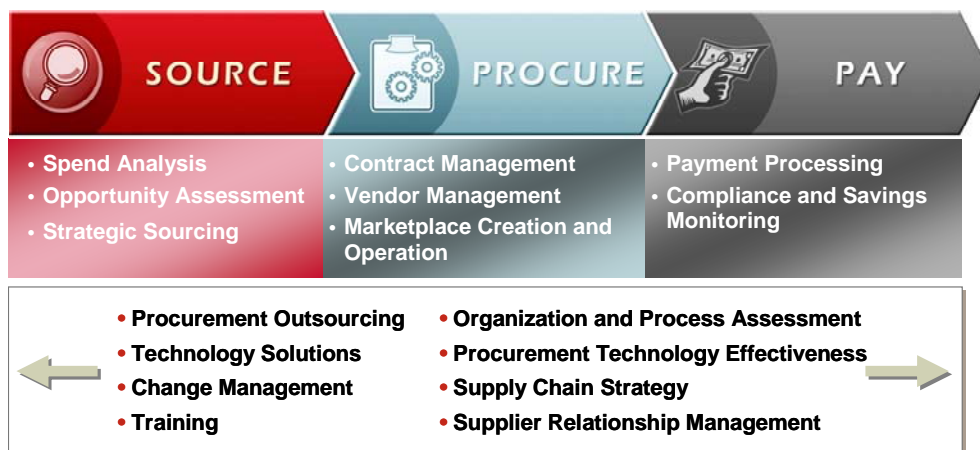 SOURCE
PROCURE
PAY
• Spend Analysis
• Opportunity Assessment
• Strategic Sourcing
• Contract Management
• Vendor Management
• Marketplace Creation and
Operation
• Payment Processing
• Compliance and Savings
Monitoring
• Procurement Outsourcing
• Technology Solutions
• Change Management
• Training
• Organization and Process Assessment
• Procurement Technology Effectiveness
• Supply Chain Strategy
• Supplier Relationship Management